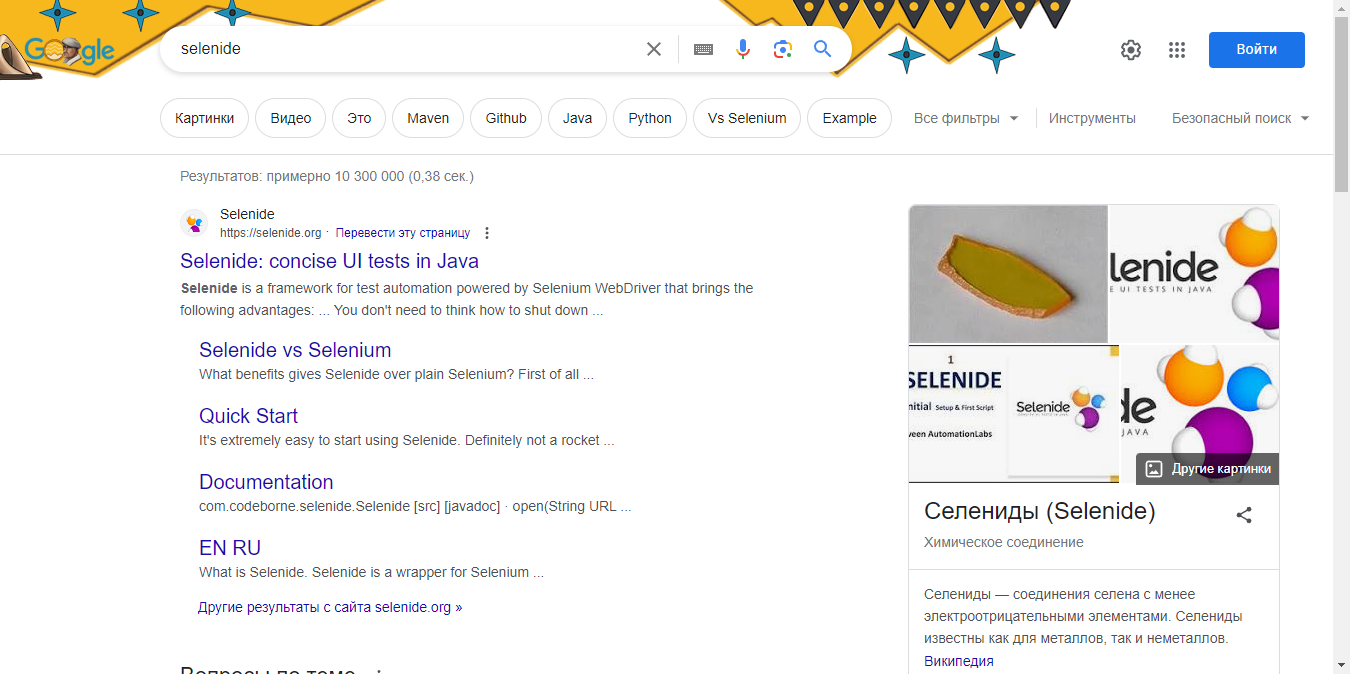 Google
selenide
Войти
Картинки
Видео
Это
Maven
Github
Java
Python
Vs Selenium
Example
Все фильтры
Инструменты
Безопасный поиск
Результатов: примерно 10 300 000 (0,38 сек.)
Selenide
https://selenide.org · Перевести эту страницу
Selenide: concise UI tests in Java
Selenide is a framework for test automation powered by Selenium WebDriver that brings the
following advantages: ... You don't need to think how to shut down ...
Selenide vs Selenium
What benefits gives Selenide over plain Selenium? First of all ...
Quick Start
It's extremely easy to start using Selenide. Definitely not a rocket ...
Documentation
com.codeborne.selenide.Selenide [src] [javadoc] · open(String URL ...
EN RU
What is Selenide. Selenide is a wrapper for Selenium ...
Другие результаты с сайта selenide.org »
Вопросы по теме
lenide
E UI TESTS IN JAVA
1
SELENIDE
nitial Setup & First Script
ween AutomationLabs
Selenide
de
JAVA
Другие картинки
Селениды (Selenide)
Химическое соединение
Селениды — соединения селена с менее
электроотрицательными элементами. Селениды
известны как для металлов, так и неметаллов.
Википедия